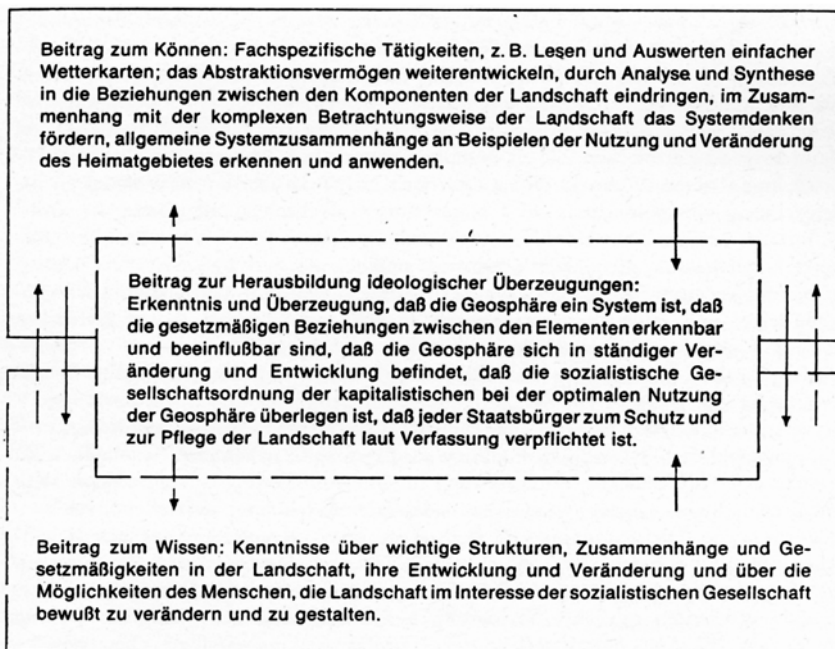 Beitrag zum Können: Fachspezifische Tätigkeiten, z. B. Lesen und Auswerten einfacher
Wetterkarten; das Abstraktionsvermögen weiterentwickeln, durch Analyse und Synthese
in die Beziehungen zwischen den Komponenten der Landschaft eindringen, im Zusam-
menhang mit der komplexen Betrachtungsweise der Landschaft das Systemdenken
fördern, allgemeine Systemzusammenhänge an Beispielen der Nutzung und Veränderung
des Heimatgebietes erkennen und anwenden.
Beitrag zur Herausbildung ideologischer Überzeugungen:
Erkenntnis und Überzeugung, daß die Geosphäre ein System ist, daß
die gesetzmäßigen Beziehungen zwischen den Elementen erkennbar
und beeinflußbar sind, daß die Geosphäre sich in ständiger Ver-
änderung und Entwicklung befindet, daß die sozialistische Ge-
sellschaftsordnung der kapitalistischen bei der optimalen Nutzung
der Geosphäre überlegen ist, daß jeder Staatsbürger zum Schutz und
zur Pflege der Landschaft laut Verfassung verpflichtet ist.
Beitrag zum Wissen: Kenntnisse über wichtige Strukturen, Zusammenhänge und Ge-
setzmäßigkeiten in der Landschaft, ihre Entwicklung und Veränderung und über die
Möglichkeiten des Menschen, die Landschaft im Interesse der sozialistischen Gesellschaft
bewußt zu verändern und zu gestalten.